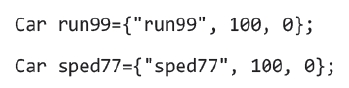 Car run99={"run99", 100, 0};
Car sped77={"sped77", 100, 0};